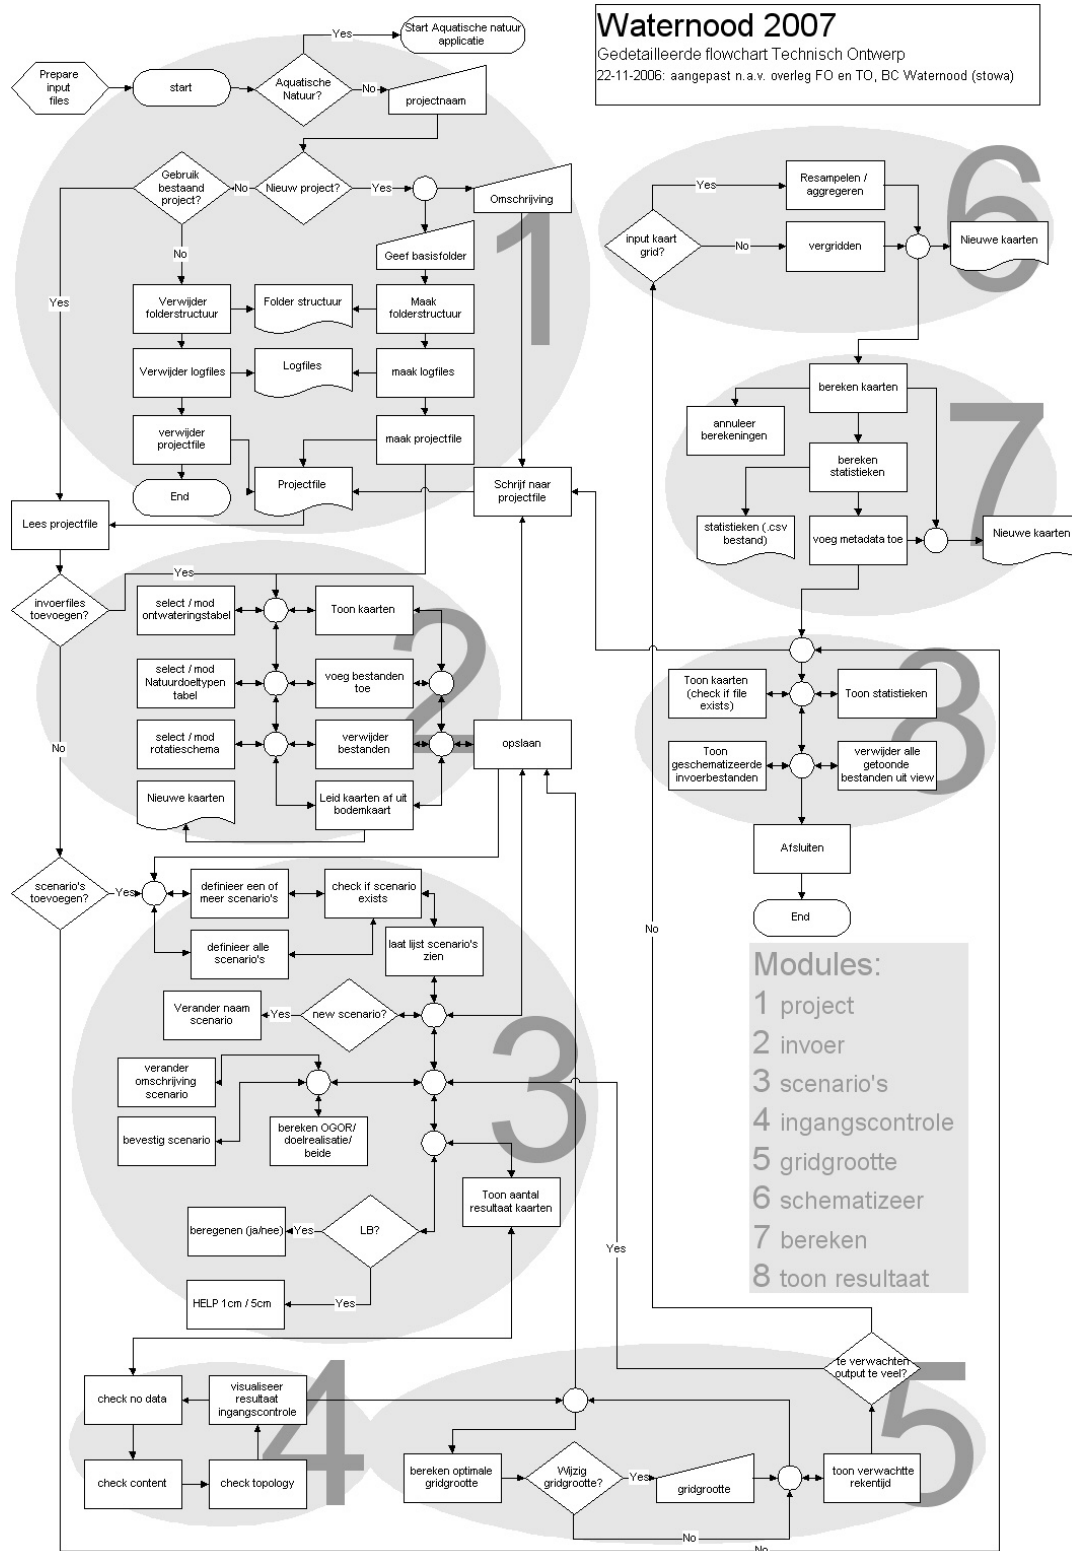 Waternood 2007
Gedetailleerde flowchart Technisch Ontwerp
22-11-2006: aangepast n.a.v. overleg FO en TO, BC Waternood (stowa)
Prepare
input
files
start
Aquatische
Natuur?
Yes
Start Aquatische natuur
applicatie
No
projectnaam
Gebruik
bestaand
project?
No
Nieuw project?
Yes
Omschrijving
1
No
Geef basisfolder
Yes
Verwijder
folderstructuur
Folder structuur
Maak
folderstructuur
Verwijder logfiles
Logfiles
maak logfiles
verwijder
projectfile
maak projectfile
End
Projectfile
Schrijf naar
projectfile
Lees projectfile
6
Yes
Resampelen /
aggregeren
input kaart
grid?
No
vergridden
Nieuwe kaarten
7
bereken kaarten
annuleer
berekeningen
bereken
statistieken
statistieken (.csv
bestand)
voeg metadata toe
Nieuwe kaarten
invoerfiles
toevoegen?
Yes
2
select / mod
ontwateringstabel
Toon kaarten
select / mod
Natuurdoeltypen
tabel
voeg bestanden
toe
select / mod
rotatieschema
verwijder
bestanden
opslaan
No
Nieuwe kaarten
Leid kaarten af uit
bodemkaart
8
Toon kaarten
(check if file
exists)
Toon statistieken
Toon
geschematizeerde
invoerbestanden
verwijder alle
getoonde
bestanden uit view
Afsluiten
End
scenario's
toevoegen?
Yes
definieer een of
meer scenario's
check if scenario
exists
definieer alle
scenario's
laat lijst scenario's
zien
Verander naam
scenario
Yes
new scenario?
3
verander
omschrijving
scenario
bevestig scenario
bereken OGOR/
doelrealisatie/
beide
Toon aantal
resultaat kaarten
beregenen (ja/nee)
Yes
LB?
HELP 1cm / 5cm
Yes
No
Yes
Modules:
1 project
2 invoer
3 scenario's
4 ingangscontrole
5 gridgrootte
6 schematizeer
7 bereken
8 toon resultaat
4
check no data
visualiseer
resultaat
ingangscontrole
check content
check topology
5
te verwachten
output te veel?
bereken optimale
gridgrootte
Wijzig
gridgrootte?
Yes
gridgrootte
toon verwachtte
rekentijd
No
No